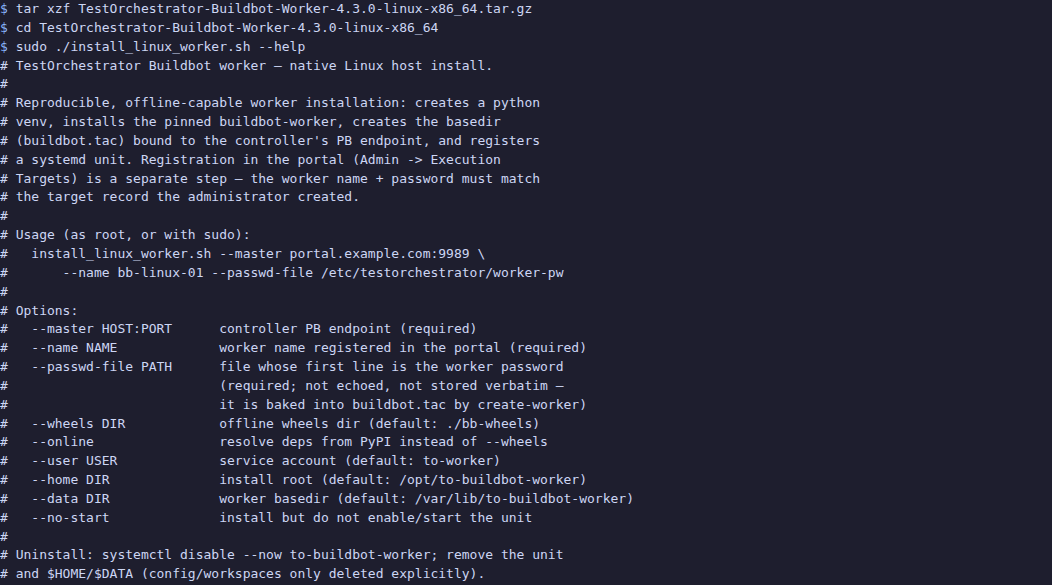 $ tar xzf TestOrchestrator-Buildbot-Worker-4.3.0-linux-x86_64.tar.gz
$ cd TestOrchestrator-Buildbot-Worker-4.3.0-linux-x86_64
$ sudo ./install_linux_worker.sh --help
# TestOrchestrator Buildbot worker — native Linux host install.
#
# Reproducible, offline-capable worker installation: creates a python
# venv, installs the pinned buildbot-worker, creates the basedir
# (buildbot.tac) bound to the controller's PB endpoint, and registers
# a systemd unit. Registration in the portal (Admin -> Execution
# Targets) is a separate step — the worker name + password must match
# the target record the administrator created.
#
# Usage (as root, or with sudo):
#   install_linux_worker.sh --master portal.example.com:9989 \
#       --name bb-linux-01 --passwd-file /etc/testorchestrator/worker-pw
#
# Options:
#   --master HOST:PORT      controller PB endpoint (required)
#   --name NAME             worker name registered in the portal (required)
#   --passwd-file PATH      file whose first line is the worker password
#                           (required; not echoed, not stored verbatim —
#                           it is baked into buildbot.tac by create-worker)
#   --wheels DIR            offline wheels dir (default: ./bb-wheels)
#   --online                resolve deps from PyPI instead of --wheels
#   --user USER             service account (default: to-worker)
#   --home DIR              install root (default: /opt/to-buildbot-worker)
#   --data DIR              worker basedir (default: /var/lib/to-buildbot-worker)
#   --no-start              install but do not enable/start the unit
#
# Uninstall: systemctl disable --now to-buildbot-worker; remove the unit
# and $HOME/$DATA (config/workspaces only deleted explicitly).